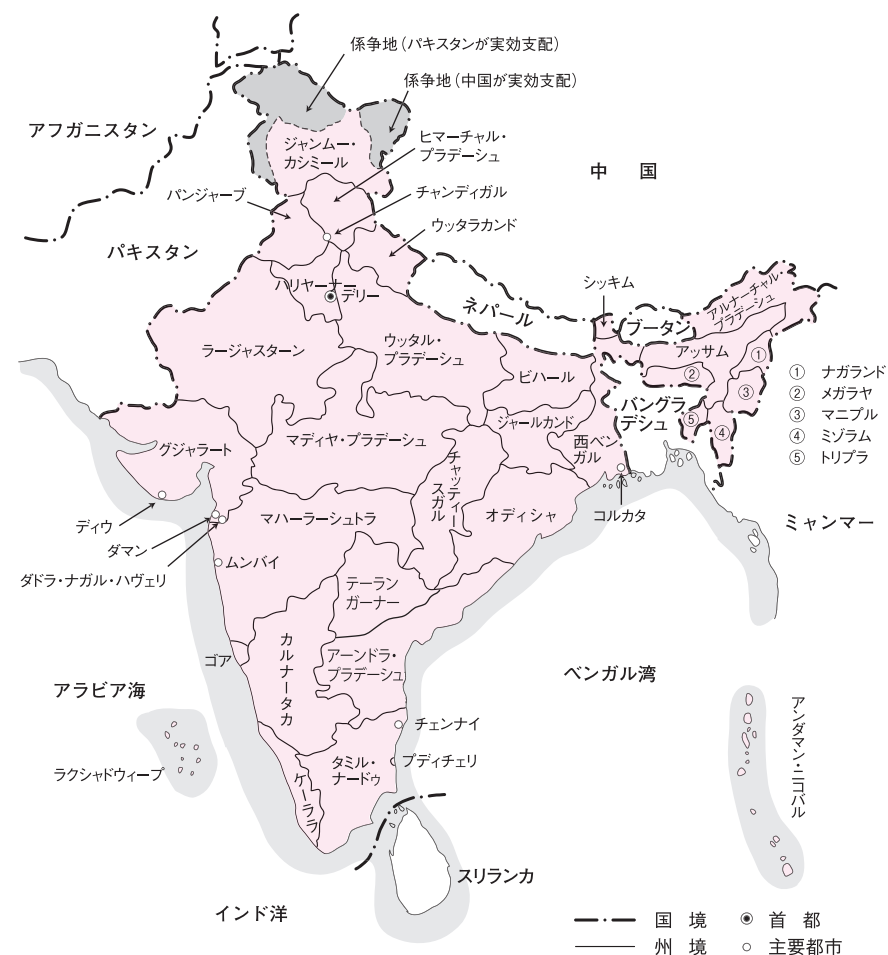 係争地(パキスタンが実効支配)
係争地(中国が実効支配)
アフガニスタン
ジャンムー・
カシミール
ヒマーチャル・
プラデーシュ
中 国
パンジャーブ
チャンディガル
ウッタラカンド
パキスタン
ハリヤーナー
デリー
ネパール
シッキム
ブータン
アルナーチャル・
プラデーシュ
ラージャスターン
ウッタル・
プラデーシュ
ビハール
アッサム
①
②
③
④
⑤
① ナガランド
② メガラヤ
③ マニプル
④ ミゾラム
⑤ トリプラ
バングラ
デシュ
グジャラート
マディヤ・プラデーシュ
ジャールカンド
西ベン
ガル
チャッティー
スガル
オディシャ
コルカタ
ミャンマー
ディウ
ダマン
ダドラ・ナガル・ハヴェリ
マハーラーシュトラ
ムンバイ
テーラン
ガーナー
ゴア
カルナータカ
アーンドラ・
プラデーシュ
ベンガル湾
アラビア海
ラクシャドウィープ
チェンナイ
プディチェリ
タミル・
ナードゥ
ケーララ
アンダマン・ニコバル
スリランカ
インド洋
国 境
首 都
州 境
主要都市